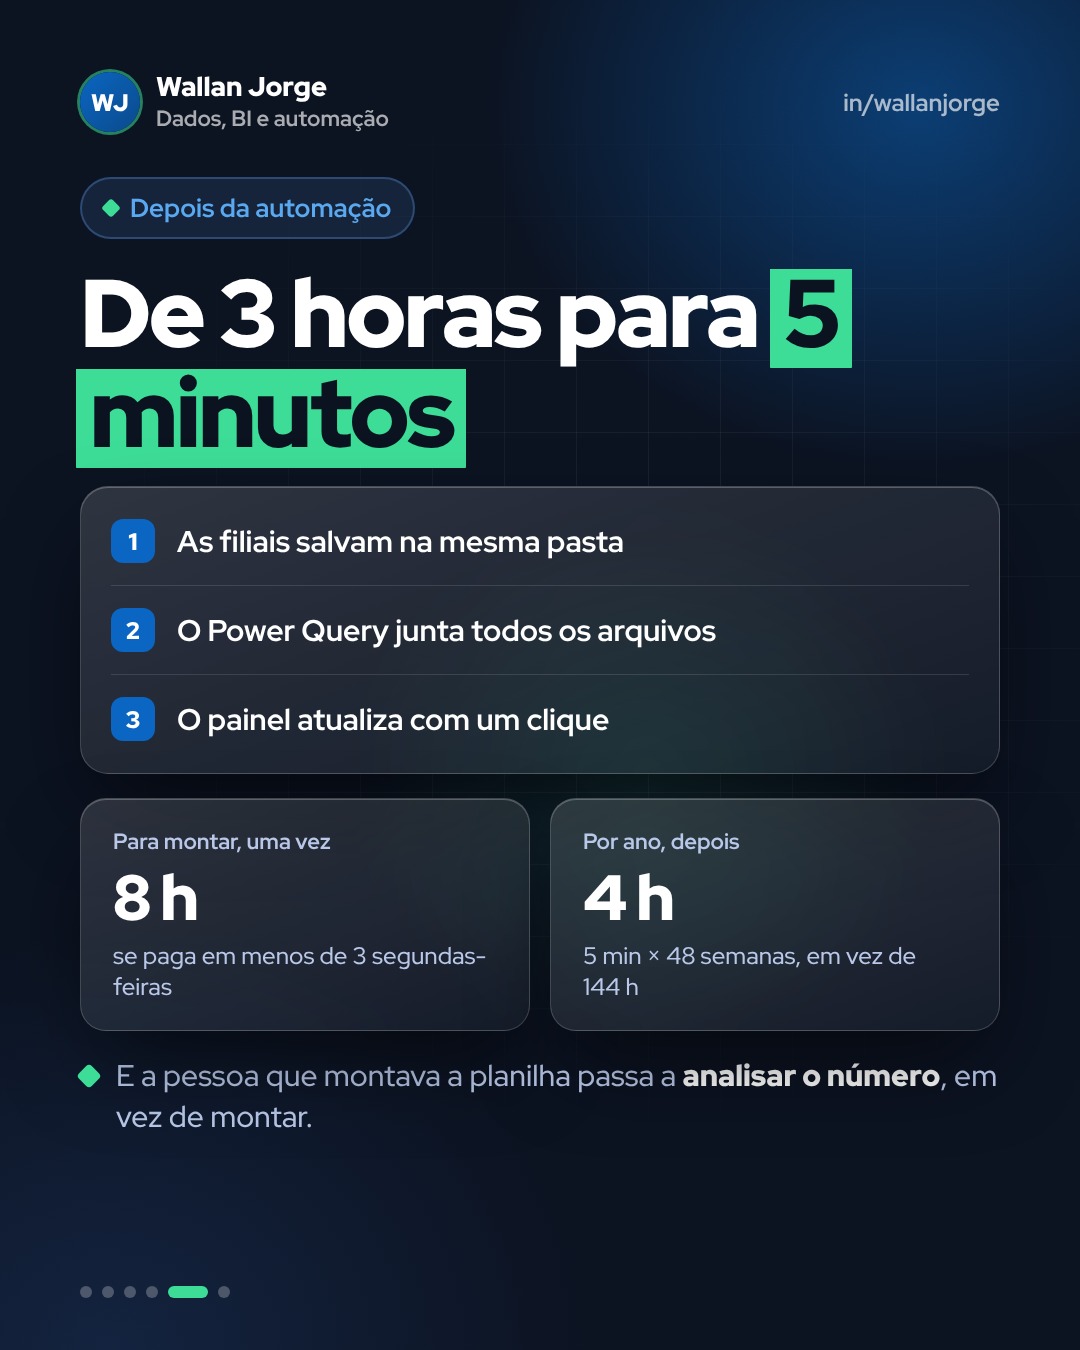 WJ
Wallan Jorge
Dados, BI e automação
in/wallanjorge
Depois da automação
De 3 horas para 5
minutos
1 As filiais salvam na mesma pasta
2 O Power Query junta todos os arquivos
3 O painel atualiza com um clique
Para montar, uma vez
8 h
se paga em menos de 3 segundas-
feiras
Por ano, depois
4 h
5 min × 48 semanas, em vez de
144 h
E a pessoa que montava a planilha passa a analisar o número, em
vez de montar.